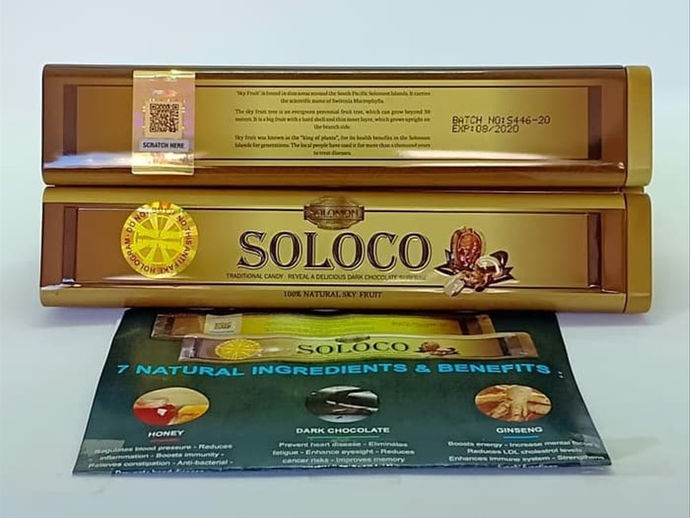 "Sky Fruit" is found in dian areas around the South Pacific Solomon Islands. It carries
the scientific name of Swietenia Macrophylla.
The sky fruit tree is an evergreen perennial fruit tree, which can grow beyond 30
meters. It is a big fruit with a hard shell and thin inner layer, which grows upright on
the branch side.
Sky fruit was known as the "king of plants", for its health benefits in the Solomon
Islands for generations. The local people have used it for more than a thousand years
to treat diseases.
SCRATCH HERE
BATCH NO:S446-20
EXP:08/2020
SOLOMON
SOLOCO
TRADITIONAL CANDY - REVEAL A DELICIOUS DARK CHOCOLATE
100% NATURAL SKY FRUIT
SOLOCO
7 NATURAL INGREDIENTS & BENEFITS
HONEY
Regulates blood pressure - Reduces
inflammation - Boosts immunity -
Relieves constipation - Anti-bacterial -
DARK CHOCOLATE
Prevent heart disease - Eliminates
fatigue - Enhance eyesight - Reduces
cancer risks - Improves memory
GINSENG
Boosts energy - Increase mental
Reduces LDL cholestrol levels
Enhances immune system -